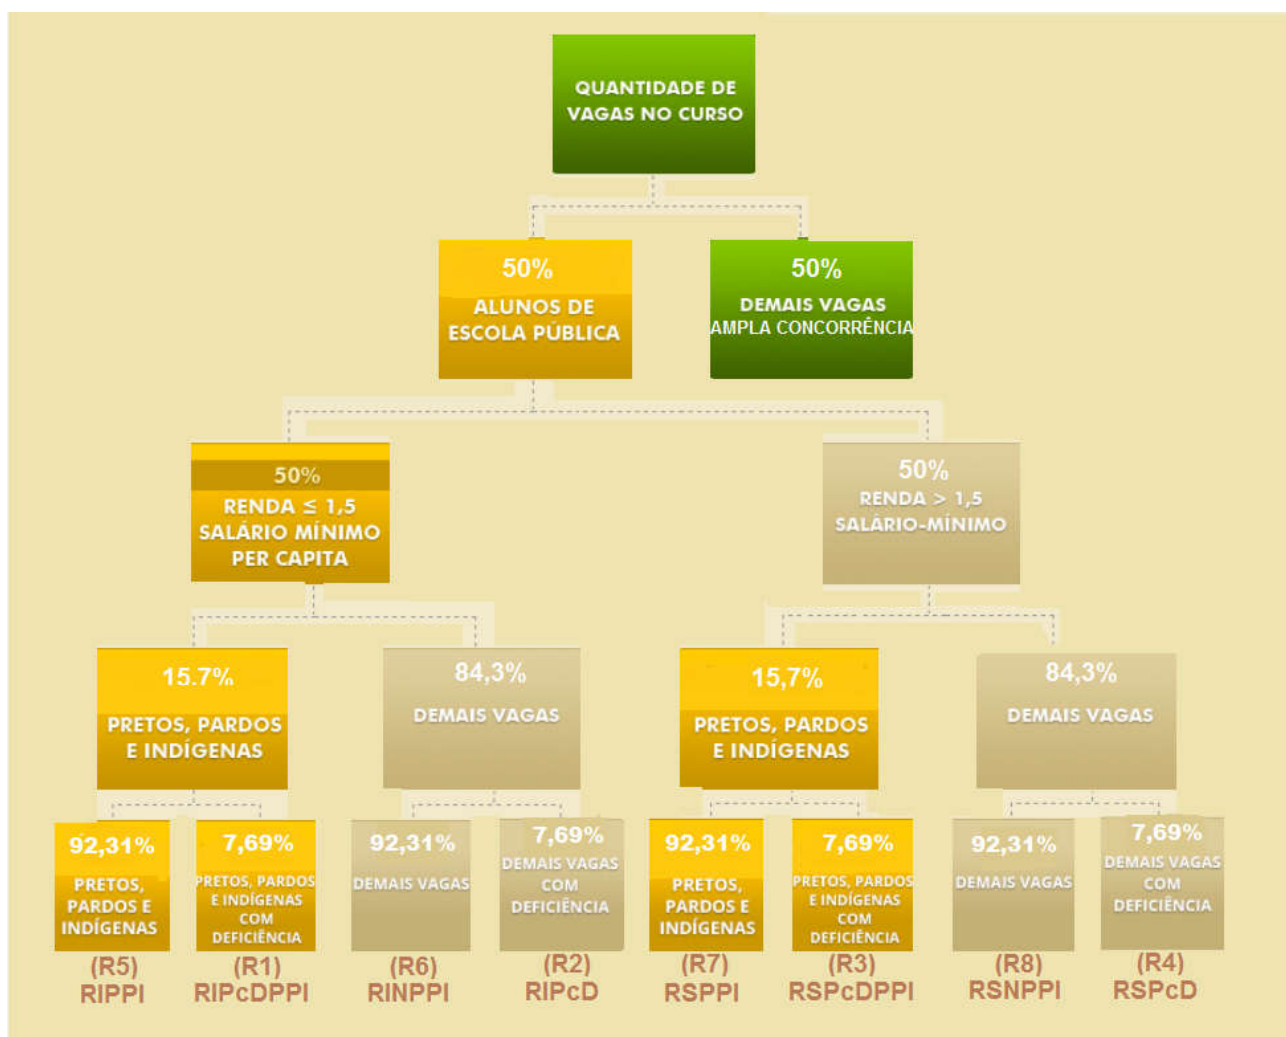 QUANTIDADE DE
VAGAS NO CURSO
50%
ALUNOS DE
ESCOLA PÚBLICA
50%
DEMAIS VAGAS
AMPLA CONCORRÊNCIA
50%
RENDA ≤ 1,5
SALÁRIO MÍNIMO
PER CAPITA
50%
RENDA > 1,5
SALÁRIO-MÍNIMO
15.7%
PRETOS, PARDOS
E INDÍGENAS
84,3%
DEMAIS VAGAS
15,7%
PRETOS, PARDOS
E INDÍGENAS
84,3%
DEMAIS VAGAS
92,31%
PRETOS,
PARDOS E
INDÍGENAS
(R5)
RIPPI
7,69%
PRETOS, PARDOS
E INDÍGENAS
COM
DEFICIÊNCIA
(R1)
RIPcDPPI
92,31%
DEMAIS VAGAS
(R6)
RINPPI
7,69%
DEMAIS VAGAS
COM
DEFICIÊNCIA
(R2)
RIPcD
92,31%
PRETOS,
PARDOS E
INDÍGENAS
(R7)
RSPPI
7,69%
PRETOS, PARDOS
E INDÍGENAS
COM
DEFICIÊNCIA
(R3)
RSPcDPPI
92,31%
DEMAIS VAGAS
(R8)
RSNPPI
7,69%
DEMAIS VAGAS
COM
DEFICIÊNCIA
(R4)
RSPcD